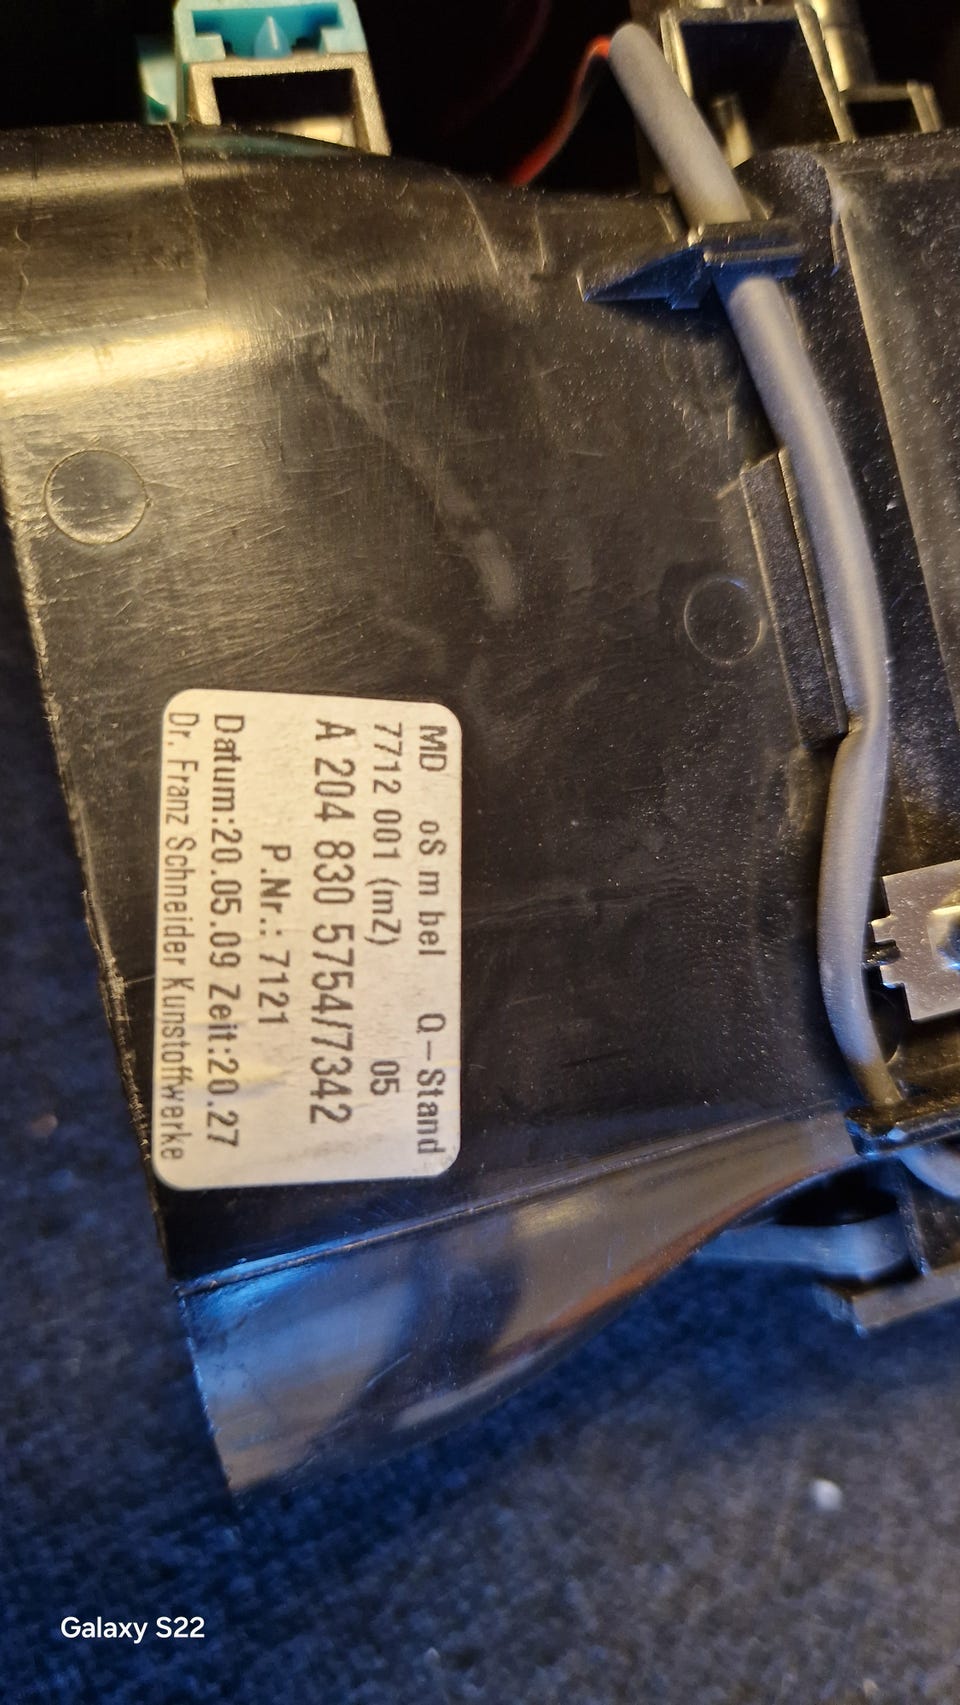 MD oS m bel Q-Stand
7712 001 (mZ) 05
A 204 830 5754/7342
P.Nr.: 7121
Datum:20.05.09 Zeit:20.27
Dr. Franz Schneider Kunstoffwerke
Galaxy S22